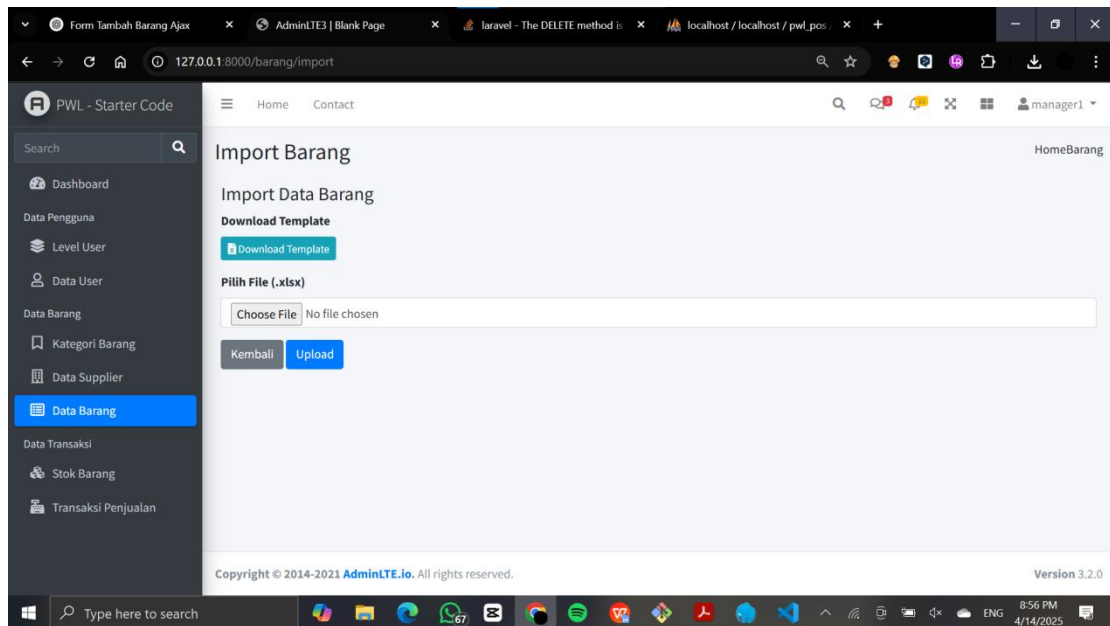 Form Tambah Barang Ajax
AdminLTE3 | Blank Page
laravel - The DELETE method is
localhost / localhost / pwl_pos /
127.0.0.1:8000/barang/import
PWL - Starter Code
Home Contact
manager1
Search
Import Barang
HomeBarang
Dashboard
Import Data Barang
Data Pengguna
Download Template
Level User
Download Template
Data User
Pilih File (.xlsx)
Data Barang
Choose File No file chosen
Kategori Barang
Kembali Upload
Data Supplier
Data Barang
Data Transaksi
Stok Barang
Transaksi Penjualan
Copyright © 2014-2021 AdminLTE.io. All rights reserved.
Version 3.2.0
Type here to search
67
ENG
8:56 PM
4/14/2025